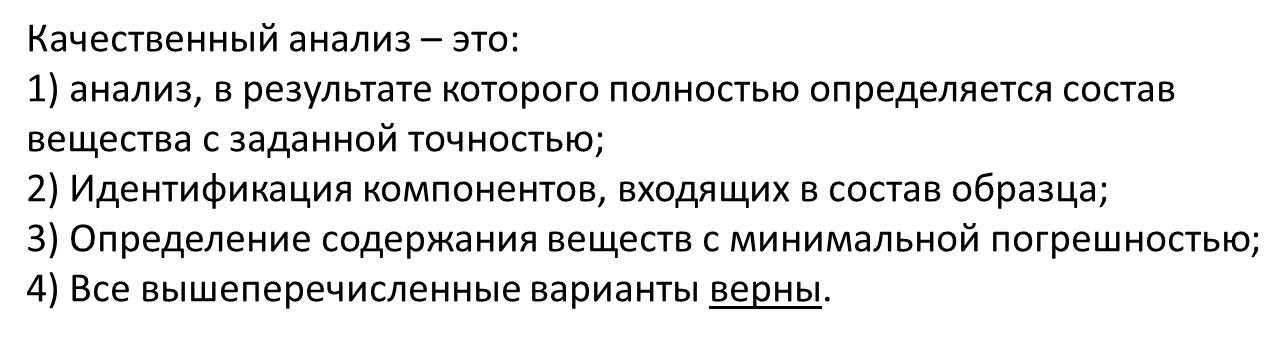 Качественный анализ – это:
1) анализ, в результате которого полностью определяется состав
вещества с заданной точностью;
2) Идентификация компонентов, входящих в состав образца;
3) Определение содержания веществ с минимальной погрешностью;
4) Все вышеперечисленные варианты верны.